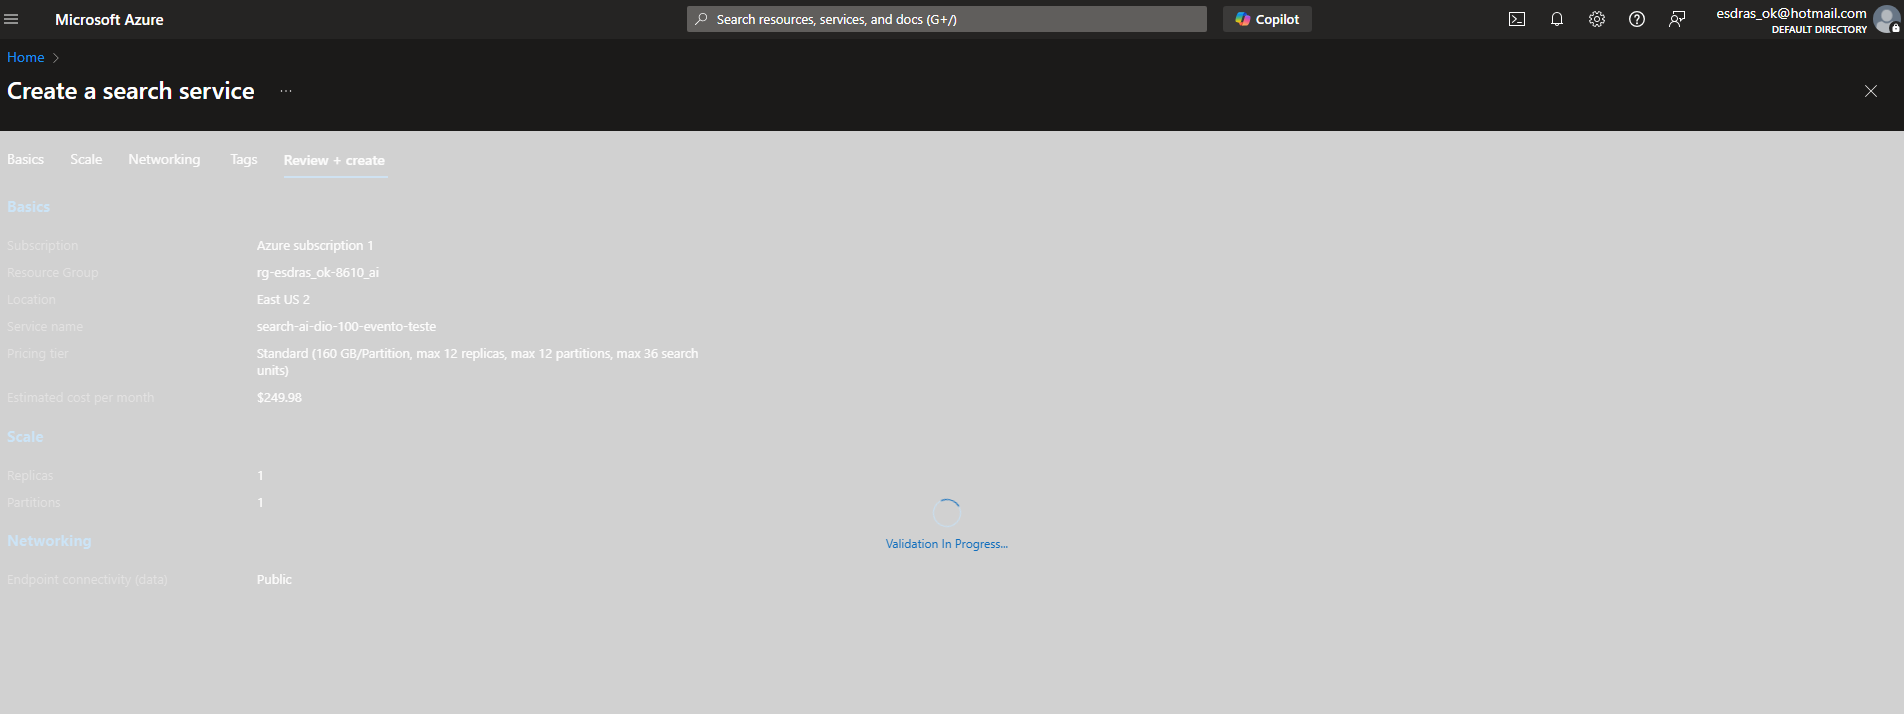 Microsoft Azure
Search resources, services, and docs (G+/)
Copilot
esdras_ok@hotmail.com
DEFAULT DIRECTORY
Home
Create a search service
...
Basics
Scale
Networking
Tags
Review + create
Basics
Subscription
Azure subscription 1
Resource Group
rg-esdras_ok-8610_ai
Location
East US 2
Service name
search-ai-dio-100-evento-teste
Pricing tier
Standard (160 GB/Partition, max 12 replicas, max 12 partitions, max 36 search
units)
Estimated cost per month
$249.98
Scale
Replicas
1
Partitions
1
Validation In Progress...
Networking
Endpoint connectivity (data)
Public